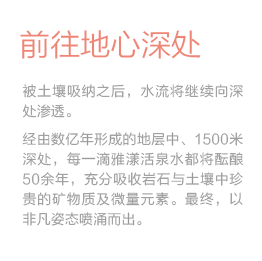 前往地心深处
被土壤吸纳之后，水流将继续向深
处渗透。
经由数亿年形成的地层中、1500米
深处，每一滴雅漾活泉水都将酝酿
50余年，充分吸收岩石与土壤中珍
贵的矿物质及微量元素。最终，以
非凡姿态喷涌而出。